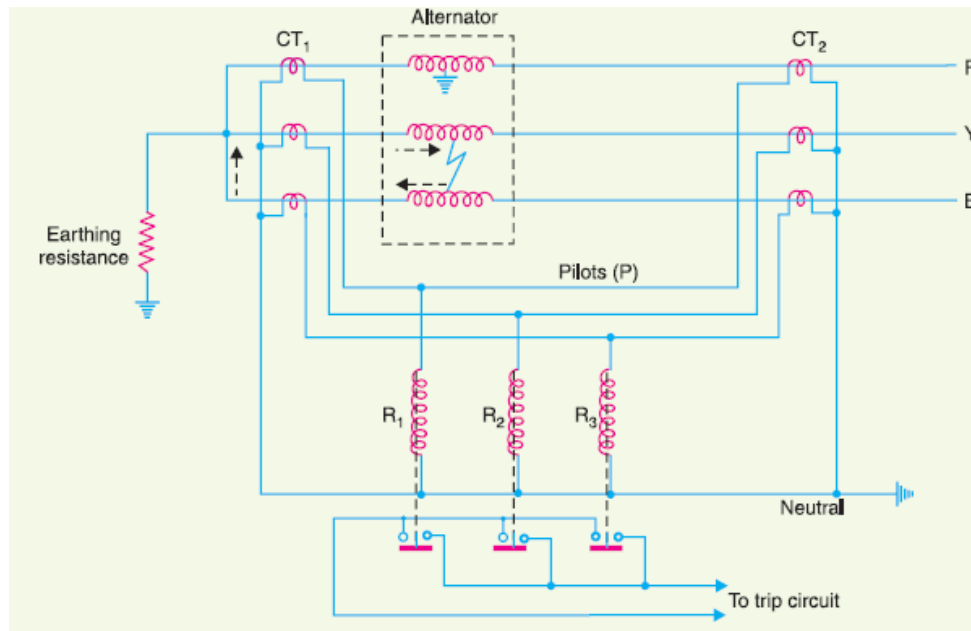 Alternator
CT1
CT2
Y
Earthing
resistance
Pilots (P)
R1
R2
R3
Neutral
To trip circuit